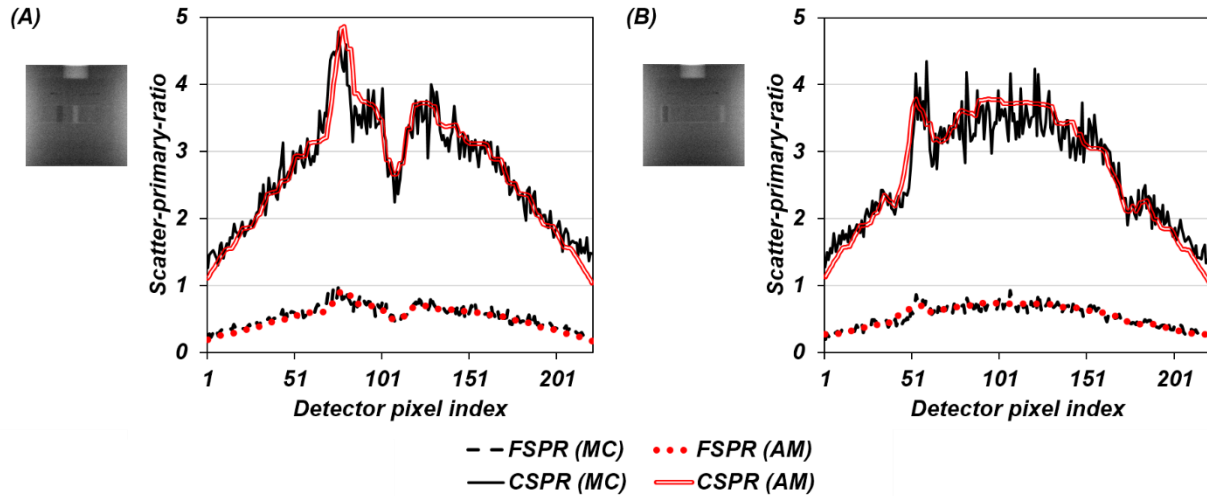 (A)
5
4
3
2
1
0
Scatter-primary-ratio
1 51 101 151 201
Detector pixel index
(B)
5
4
3
2
1
0
Scatter-primary-ratio
1 51 101 151 201
Detector pixel index
FSPR (MC) FSPR (AM)
CSPR (MC) CSPR (AM)